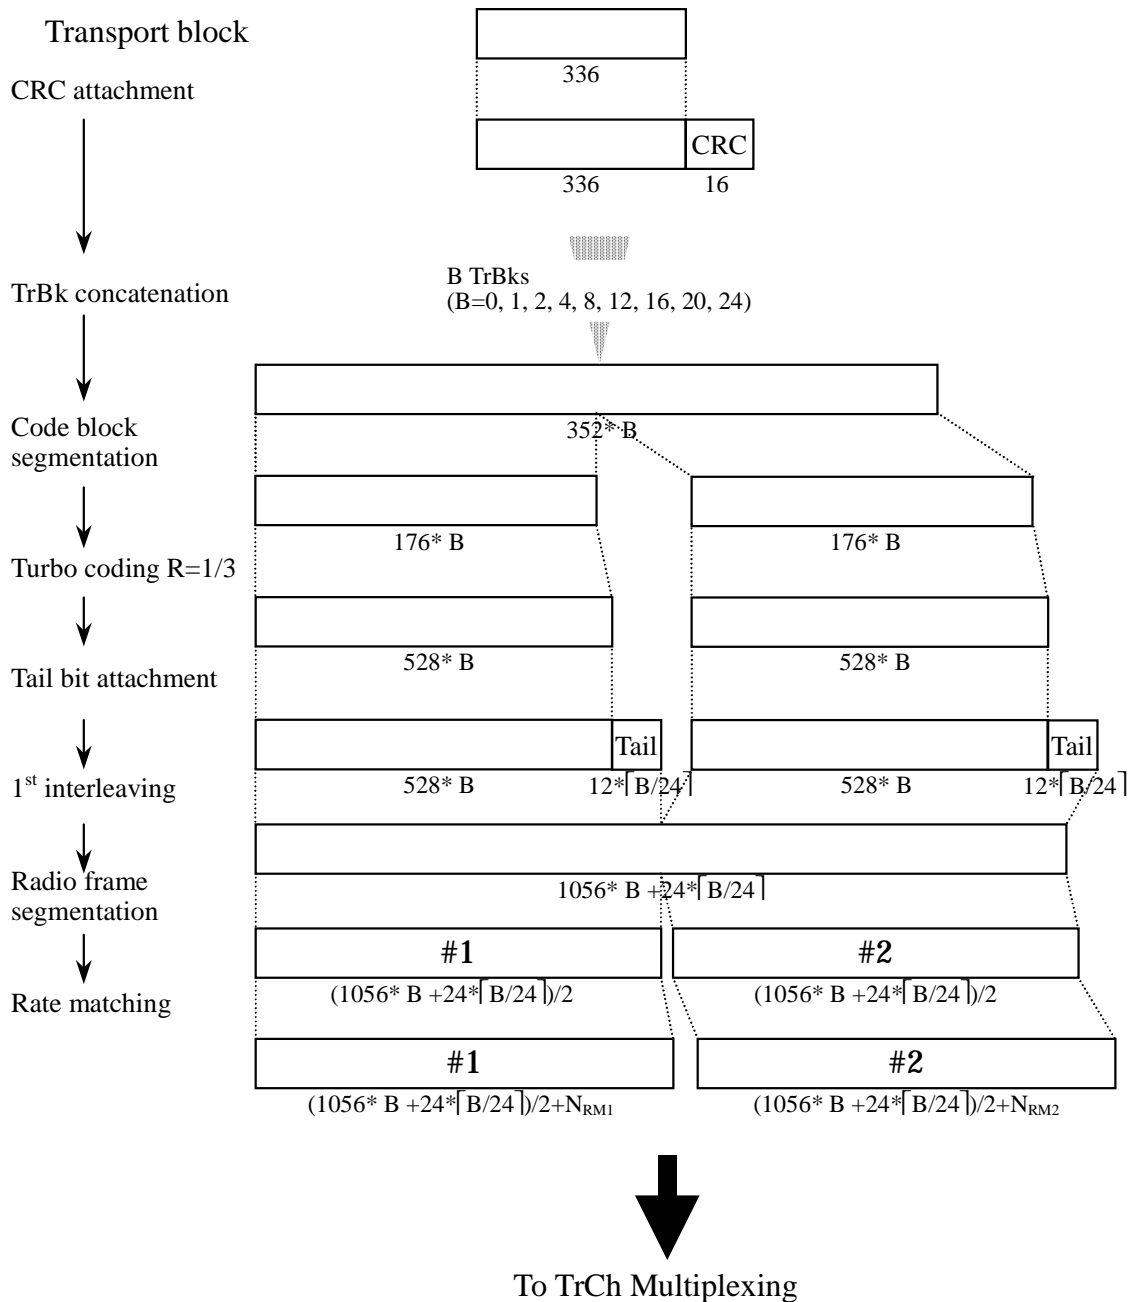 Transport block
336
CRC attachment
CRC
336 16
B TrBks
TrBk concatenation
(B=0, 1, 2, 4, 8, 12, 16, 20, 24)
352* B
Code block
segmentation
176* B 176* B
Turbo coding R=1/3
528* B 528* B
Tail bit attachment
Tail Tail
528* B 12*⌈B/24⌉ 528* B 12*⌈B/24⌉
1st interleaving
Radio frame
segmentation
1056* B +24*⌈B/24⌉
#1 #2
(1056* B +24*⌈B/24⌉)/2 (1056* B +24*⌈B/24⌉)/2
Rate matching
#1 #2
(1056* B +24*⌈B/24⌉)/2+NRM1 (1056* B +24*⌈B/24⌉)/2+NRM2
To TrCh Multiplexing